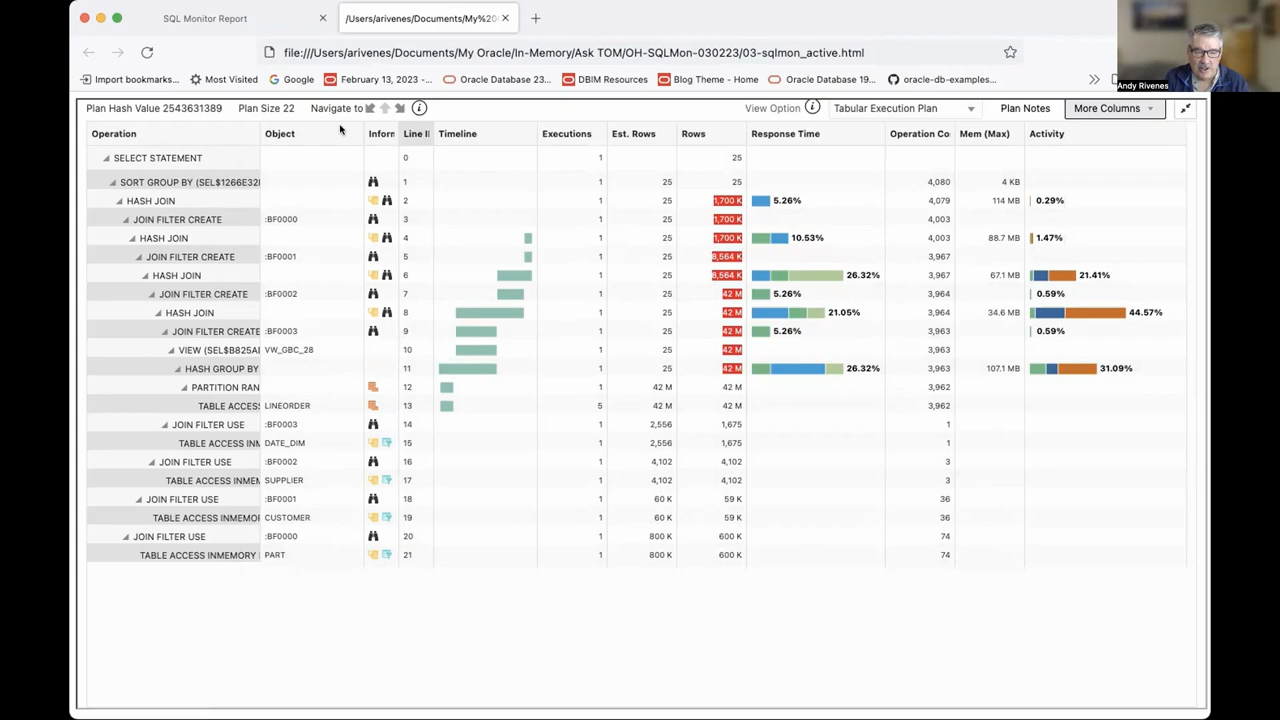 SQL Monitor Report
/Users/arivenes/Documents/My%20
file:///Users/arivenes/Documents/My Oracle/In-Memory/Ask TOM/OH-SQLMon-030223/03-sqlmon_active.html
Import bookmarks... Most Visited Google February 13, 2023 -... Oracle Database 23... DBIM Resources Blog Theme - Home Oracle Database 19... oracle-db-examples...
Andy Rivenes
Plan Hash Value 2543631389 Plan Size 22 Navigate to View Option Tabular Execution Plan Plan Notes More Columns
Operation Object Inforn Line I Timeline Executions Est. Rows Rows Response Time Operation Co Mem (Max) Activity
SELECT STATEMENT 0 1 25
SORT GROUP BY (SEL$1266E32 1 1 25 25 4,080 4 KB
HASH JOIN 2 1 25 1,700 K 5.26% 4,079 114 MB 0.29%
JOIN FILTER CREATE :BF0000 3 1 25 1,700 K 4,003
HASH JOIN 4 1 25 1,700 K 10.53% 4,003 88.7 MB 1.47%
JOIN FILTER CREATE :BF0001 5 1 25 8,564 K 3,967
HASH JOIN 6 1 25 8,564 K 26.32% 3,967 67.1 MB 21.41%
JOIN FILTER CREATE :BF0002 7 1 25 42 M 5.26% 3,964 0.59%
HASH JOIN 8 1 25 42 M 21.05% 3,964 34.6 MB 44.57%
JOIN FILTER CREATE :BF0003 9 1 25 42 M 5.26% 3,963 0.59%
VIEW (SEL$B825A VW_GBC_28 10 1 25 42 M 3,963
HASH GROUP BY 11 1 25 42 M 26.32% 3,963 107.1 MB 31.09%
PARTITION RAN 12 1 42 M 42 M 3,962
TABLE ACCES LINEORDER 13 5 42 M 42 M 3,962
JOIN FILTER USE :BF0003 14 1 2,556 1,675 1
TABLE ACCESS INM DATE_DIM 15 1 2,556 1,675 1
JOIN FILTER USE :BF0002 16 1 4,102 4,102 3
TABLE ACCESS INMEM SUPPLIER 17 1 4,102 4,102 3
JOIN FILTER USE :BF0001 18 1 60 K 59 K 36
TABLE ACCESS INMEMO CUSTOMER 19 1 60 K 59 K 36
JOIN FILTER USE :BF0000 20 1 800 K 600 K 74
TABLE ACCESS INMEMORY PART 21 1 800 K 600 K 74